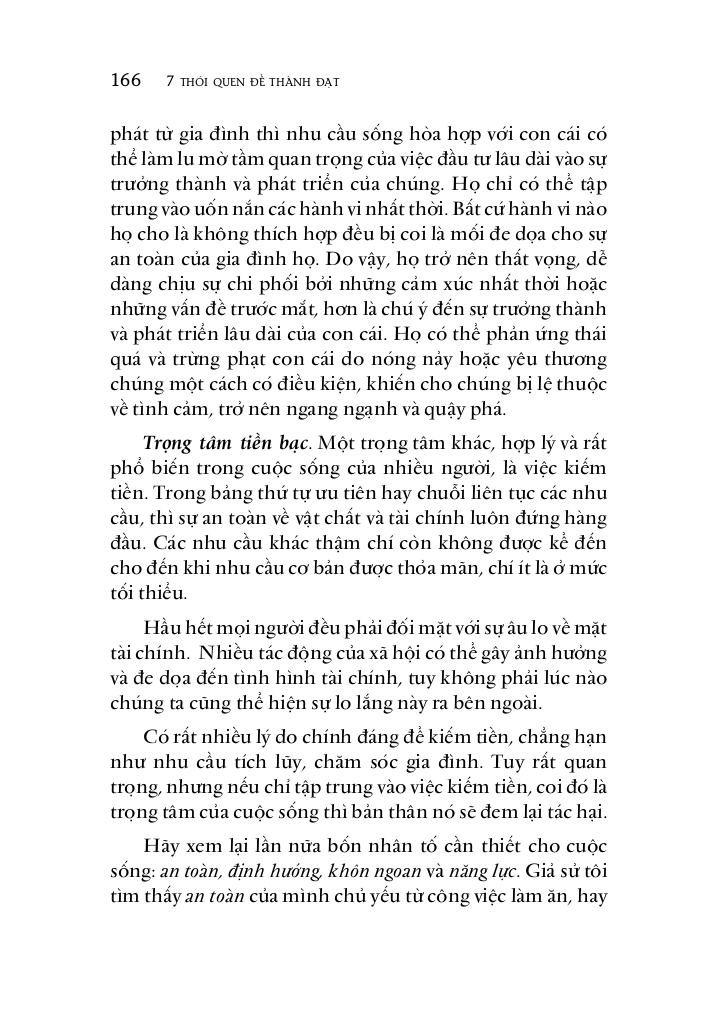 166 7 THÓI QUEN ĐỂ THÀNH ĐẠT
phát từ gia đình thì nhu cầu sống hòa hợp với con cái có
thể làm lu mờ tầm quan trọng của việc đầu tư lâu dài vào sự
trưởng thành và phát triển của chúng. Họ chỉ có thể tập
trung vào uốn nắn các hành vi nhất thời. Bất cứ hành vi nào
họ cho là không thích hợp đều bị coi là mối đe dọa cho sự
an toàn của gia đình họ. Do vậy, họ trở nên thất vọng, dễ
dàng chịu sự chi phối bởi những cảm xúc nhất thời hoặc
những vấn đề trước mắt, hơn là chú ý đến sự trưởng thành
và phát triển lâu dài của con cái. Họ có thể phản ứng thái
quá và trừng phạt con cái do nóng nảy hoặc yêu thương
chúng một cách có điều kiện, khiến cho chúng bị lệ thuộc
về tình cảm, trở nên ngang ngạnh và quậy phá.
Trọng tâm tiền bạc. Một trọng tâm khác, hợp lý và rất
phổ biến trong cuộc sống của nhiều người, là việc kiếm
tiền. Trong bảng thứ tự ưu tiên hay chuỗi liên tục các nhu
cầu, thì sự an toàn về vật chất và tài chính luôn đứng hàng
đầu. Các nhu cầu khác thậm chí còn không được kể đến
cho đến khi nhu cầu cơ bản được thỏa mãn, chí ít là ở mức
tối thiểu.
Hầu hết mọi người đều phải đối mặt với sự âu lo về mặt
tài chính. Nhiều tác động của xã hội có thể gây ảnh hưởng
và đe dọa đến tình hình tài chính, tuy không phải lúc nào
chúng ta cũng thể hiện sự lo lắng này ra bên ngoài.
Có rất nhiều lý do chính đáng để kiếm tiền, chẳng hạn
như nhu cầu tích lũy, chăm sóc gia đình. Tuy rất quan
trọng, nhưng nếu chỉ tập trung vào việc kiếm tiền, coi đó là
trọng tâm của cuộc sống thì bản thân nó sẽ đem lại tác hại.
Hãy xem lại lần nữa bốn nhân tố cần thiết cho cuộc
sống: an toàn, định hướng, khôn ngoan và năng lực. Giả sử tôi
tìm thấy an toàn của mình chủ yếu từ công việc làm ăn, hay